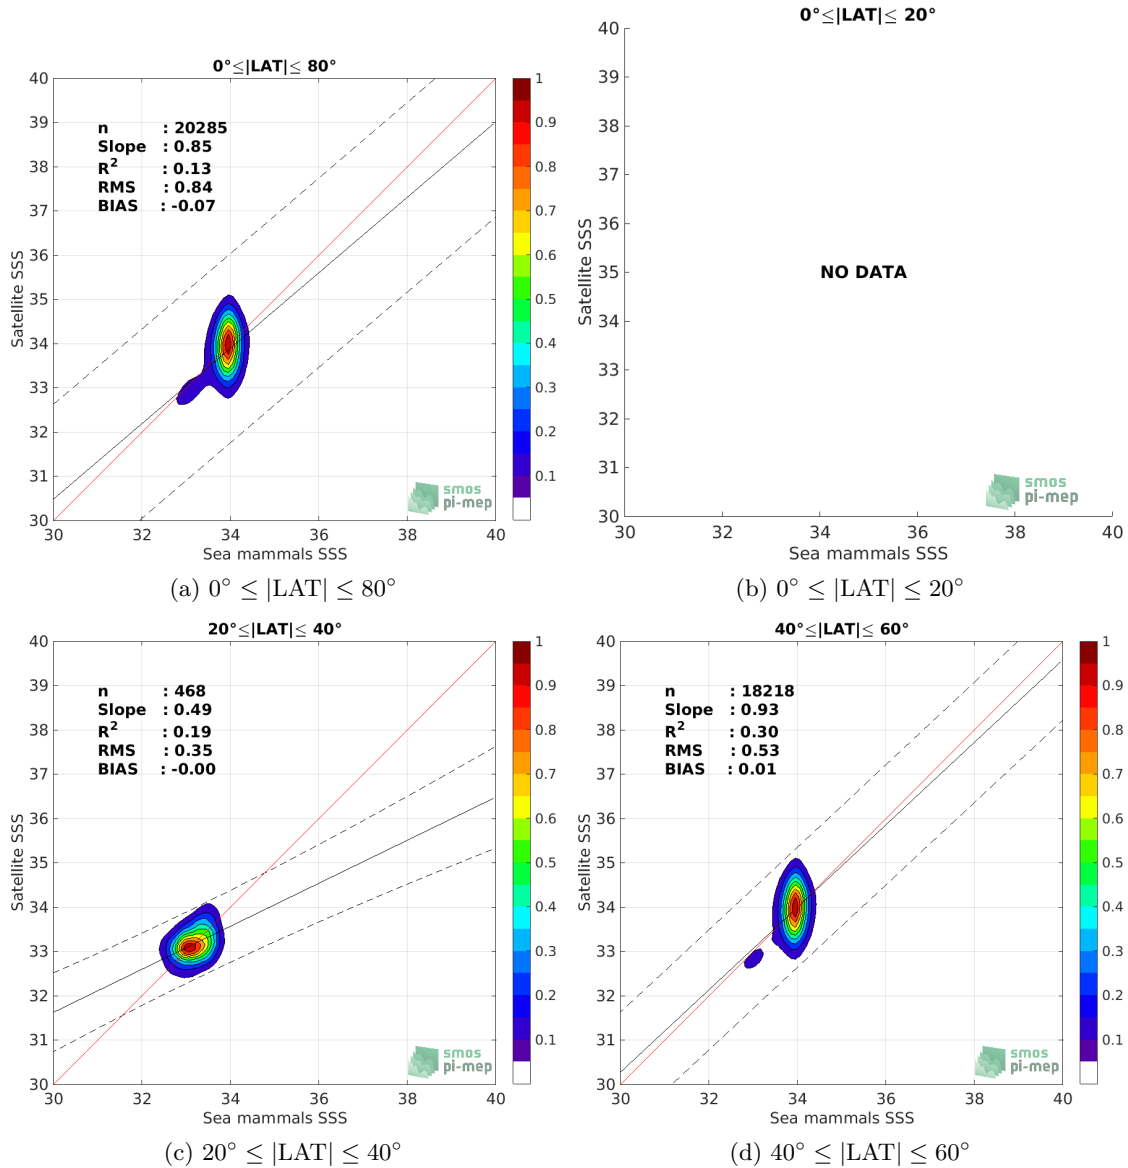 0°≤|LAT|≤ 80°
40
39
38
37
36
35
34
33
32
31
30
30
32
34
36
38
40
Satellite SSS
Sea mammals SSS
n : 20285
Slope : 0.85
R² : 0.13
RMS : 0.84
BIAS : -0.07
1
0.9
0.8
0.7
0.6
0.5
0.4
0.3
0.2
0.1
smos
pi-mep
(a) 0° ≤ |LAT| ≤ 80°
0°≤|LAT|≤ 20°
40
39
38
37
36
35
34
33
32
31
30
30
32
34
36
38
40
Satellite SSS
Sea mammals SSS
NO DATA
smos
pi-mep
(b) 0° ≤ |LAT| ≤ 20°
20°≤|LAT|≤ 40°
40
39
38
37
36
35
34
33
32
31
30
30
32
34
36
38
40
Satellite SSS
Sea mammals SSS
n : 468
Slope : 0.49
R² : 0.19
RMS : 0.35
BIAS : -0.00
1
0.9
0.8
0.7
0.6
0.5
0.4
0.3
0.2
0.1
smos
pi-mep
(c) 20° ≤ |LAT| ≤ 40°
40°≤|LAT|≤ 60°
40
39
38
37
36
35
34
33
32
31
30
30
32
34
36
38
40
Satellite SSS
Sea mammals SSS
n : 18218
Slope : 0.93
R² : 0.30
RMS : 0.53
BIAS : 0.01
1
0.9
0.8
0.7
0.6
0.5
0.4
0.3
0.2
0.1
smos
pi-mep
(d) 40° ≤ |LAT| ≤ 60°